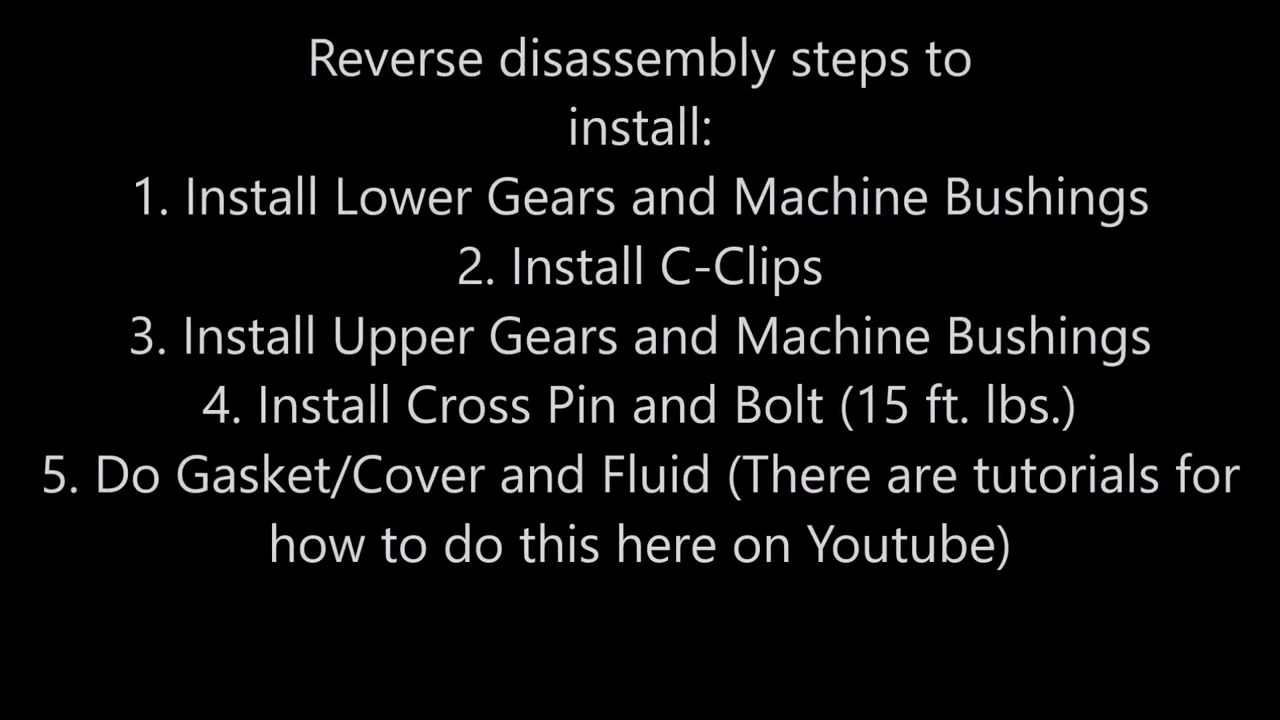 Reverse disassembly steps to
install:
1. Install Lower Gears and Machine Bushings
2. Install C-Clips
3. Install Upper Gears and Machine Bushings
4. Install Cross Pin and Bolt (15 ft. lbs.)
5. Do Gasket/Cover and Fluid (There are tutorials for
how to do this here on Youtube)